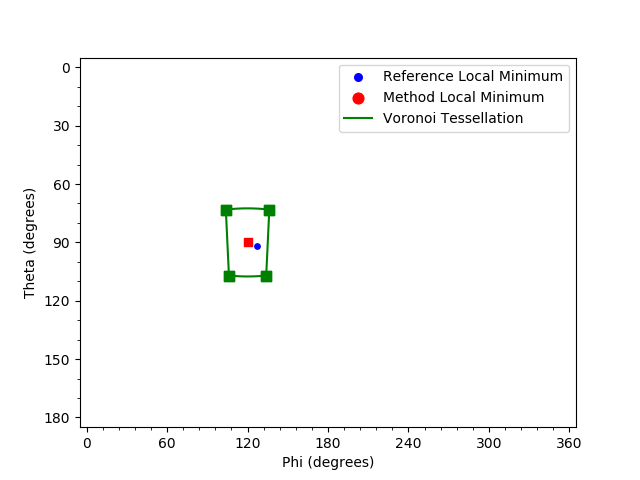 Reference Local Minimum
Method Local Minimum
Voronoi Tessellation
0
30
60
90
120
150
180
Theta (degrees)
0 60 120 180 240 300 360
Phi (degrees)